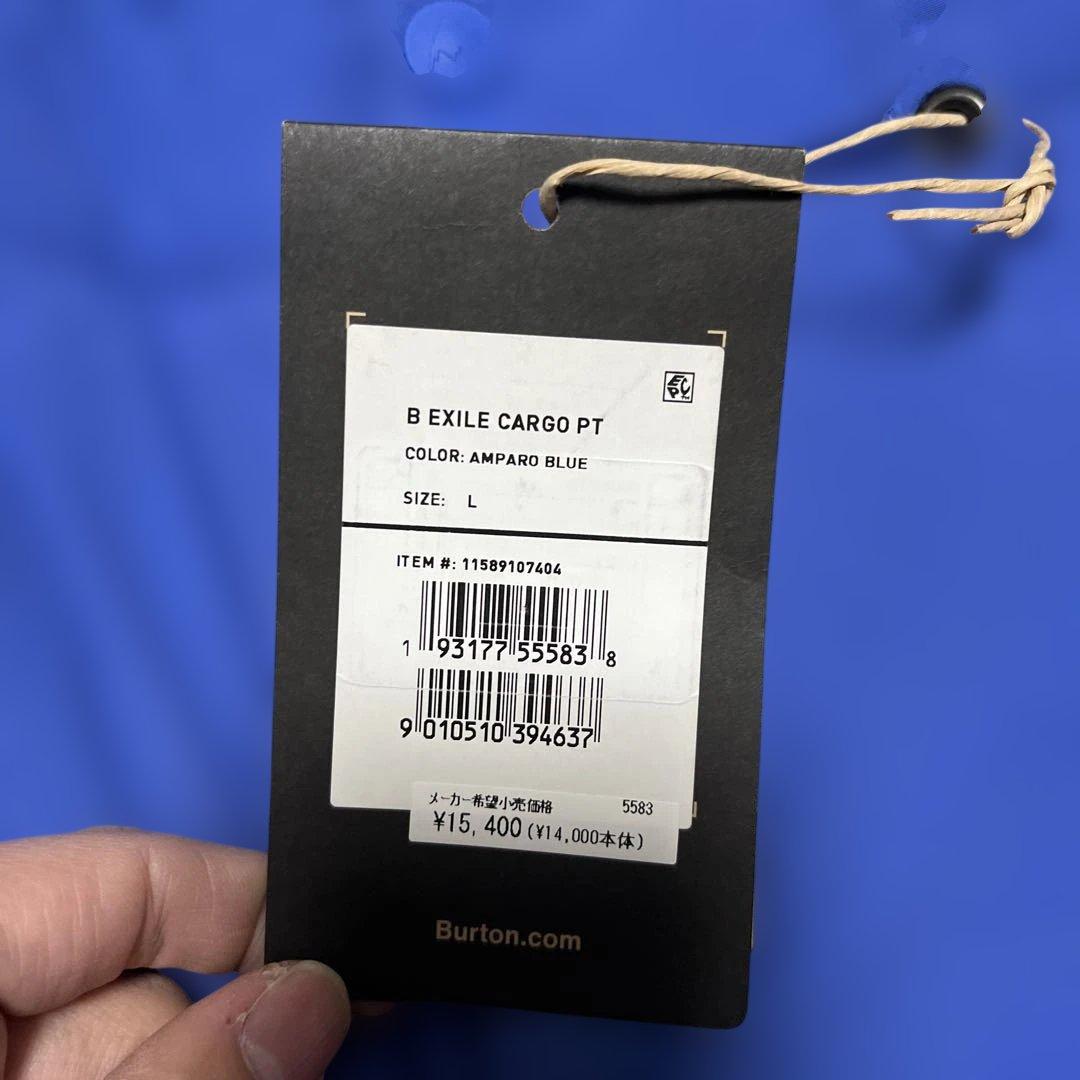 ECP™
B EXILE CARGO PT
COLOR: AMPARO BLUE
SIZE: L
ITEM #: 11589107404
1 93177 55583 8
9 010510 394637
メーカー希望小売価格 5583
¥15,400(¥14,000本体)
Burton.com